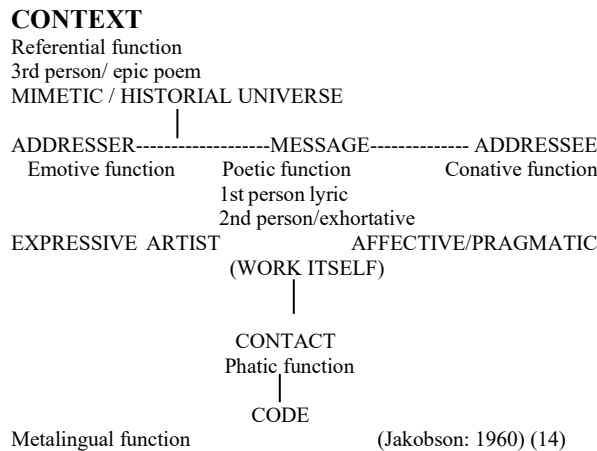 CONTEXT
Referential function
3rd person/ epic poem
MIMETIC / HISTORIAL UNIVERSE
ADDRESSER-------------------MESSAGE-------------- ADDRESSEE
Emotive function Poetic function Conative function
1st person lyric
2nd person/exhortative
EXPRESSIVE ARTIST AFFECTIVE/PRAGMATIC
(WORK ITSELF)
CONTACT
Phatic function
CODE
Metalingual function (Jakobson: 1960) (14)